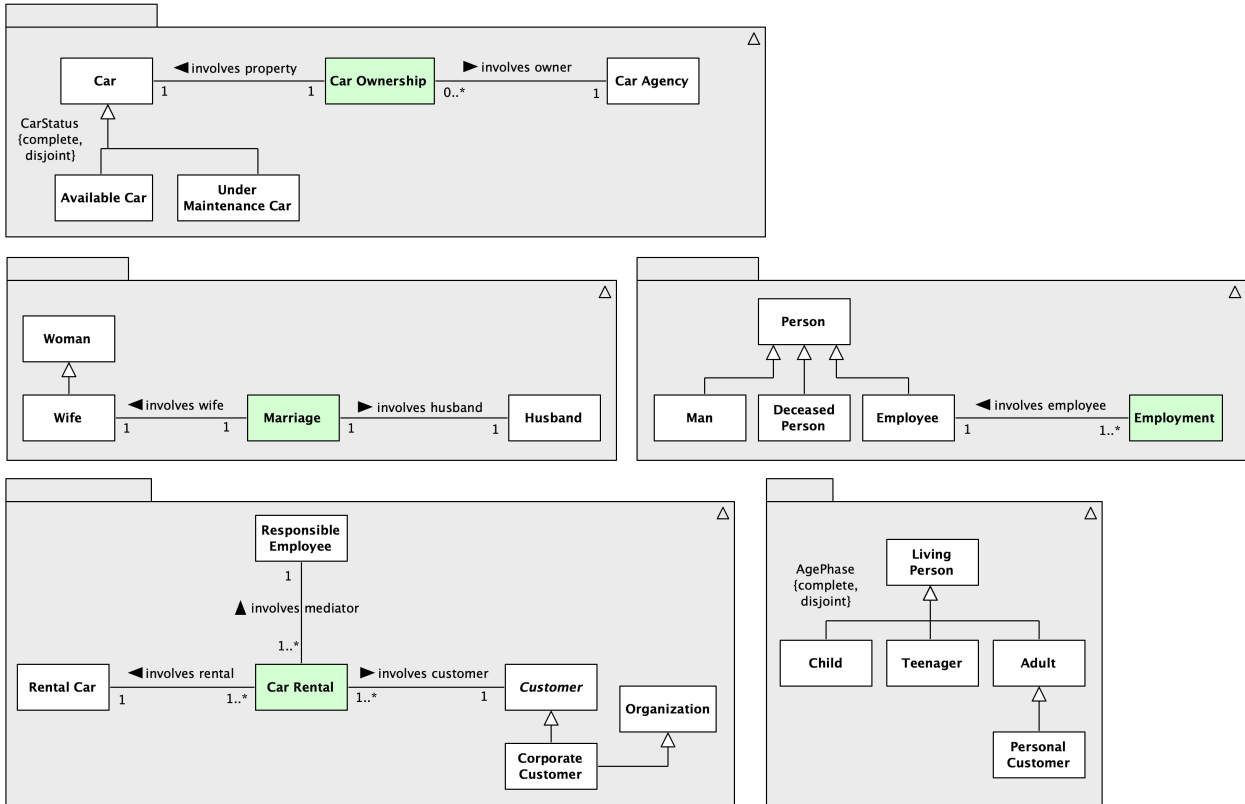 Car
involves property
1
1
Car Ownership
involves owner
0..*
1
Car Agency
CarStatus
{complete,
disjoint}
Available Car
Under
Maintenance Car
Woman
Wife
involves wife
1
1
Marriage
involves husband
1
1
Husband
Person
Man
Deceased
Person
Employee
involves employee
1
1..*
Employment
Responsible
Employee
1
involves mediator
1..*
Rental Car
involves rental
1
1..*
Car Rental
involves customer
1..*
1
Customer
Organization
Corporate
Customer
Living
Person
AgePhase
{complete,
disjoint}
Child
Teenager
Adult
Personal
Customer